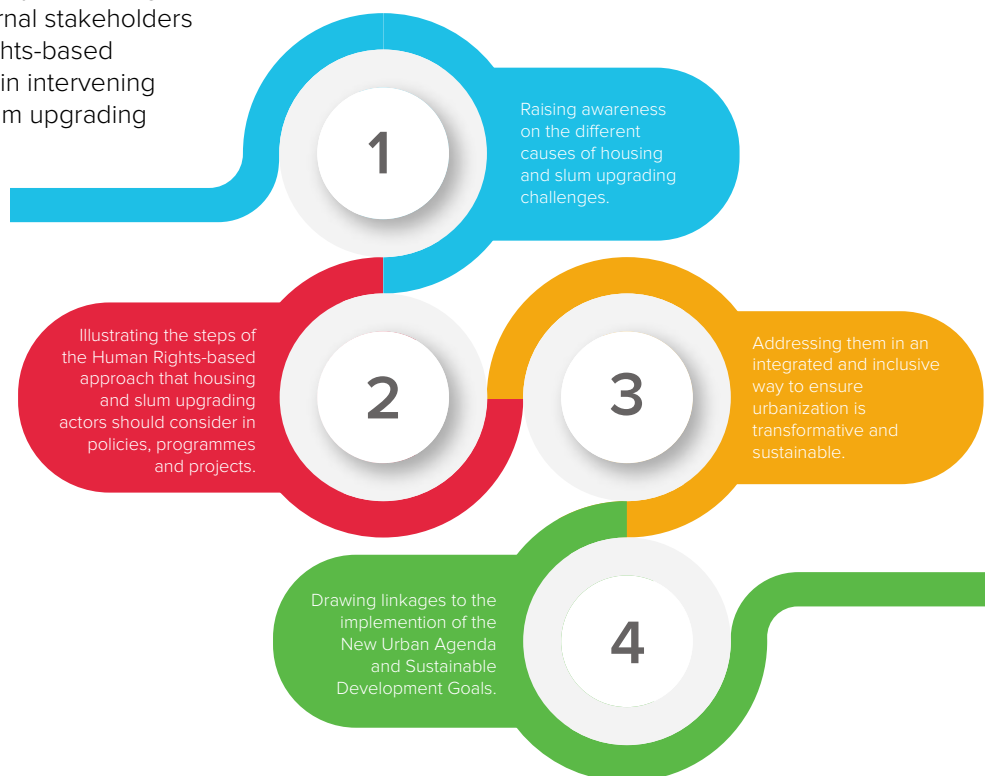 rnal stakeholders
hts-based
in intervening
m upgrading
1
Raising awareness
on the different
causes of housing
and slum upgrading
challenges.
Illustrating the steps of
the Human Rights-based
approach that housing
and slum upgrading
actors should consider in
policies, programmes
and projects.
2
3
Addressing them in an
integrated and inclusive
way to ensure
urbanization is
transformative and
sustainable.
Drawing linkages to the
implemention of the
New Urban Agenda
and Sustainable
Development Goals.
4